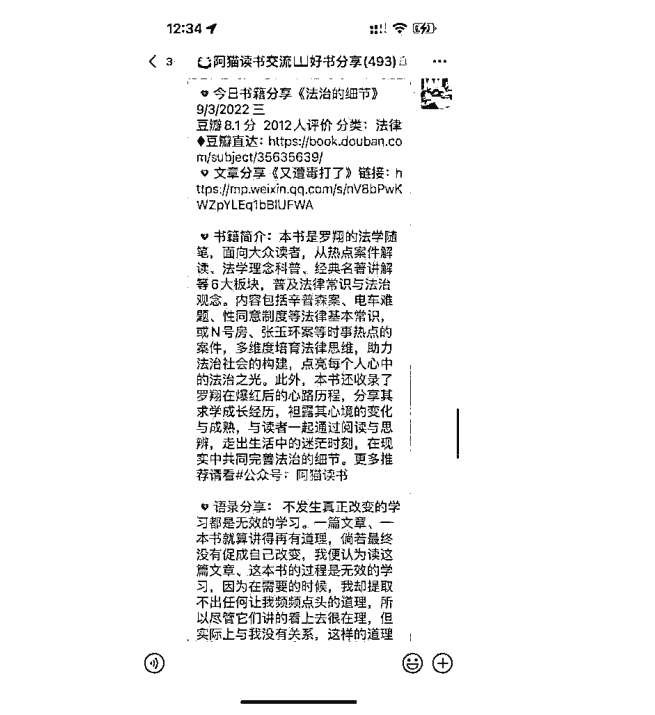 12:34
3
阿猫读书交流山好书分享(493)
今日书籍分享《法治的细节》
9/3/2022 三
豆瓣8.1分 2012人评价 分类：法律
♦豆瓣直达：https://book.douban.co
m/subject/35635639/
文章分享《又遭毒打了》链接：h
ttps://mp.weixin.qq.com/s/nV8bPwK
WZpYLEq1bBlUFWA
书籍简介：本书是罗翔的法学随
笔，面向大众读者，从热点案件解
读、法学理念科普、经典名著讲解
等6大板块，普及法律常识与法治
观念。内容包括辛普森案、电车难
题、性同意制度等法律基本常识，
或N号房、张玉环案等时事热点的
案件，多维度培育法律思维，助力
法治社会的构建，点亮每个人心中
的法治之光。此外，本书还收录了
罗翔在爆红后的心路历程，分享其
求学成长经历，袒露其心境的变化
与成熟，与读者一起通过阅读与思
辨，走出生活中的迷茫时刻，在现
实中共同完善法治的细节。更多推
荐请看#公众号：阿猫读书
语录分享： 不发生真正改变的学
习都是无效的学习。一篇文章、一
本书就算讲得再有道理，倘若最终
没有促成自己改变，我便认为读这
篇文章、这本书的过程是无效的学
习，因为在需要的时候，我却提取
不出任何让我频频点头的道理，所
以尽管它们讲的看上去很在理，但
实际上与我没有关系，这样的道理